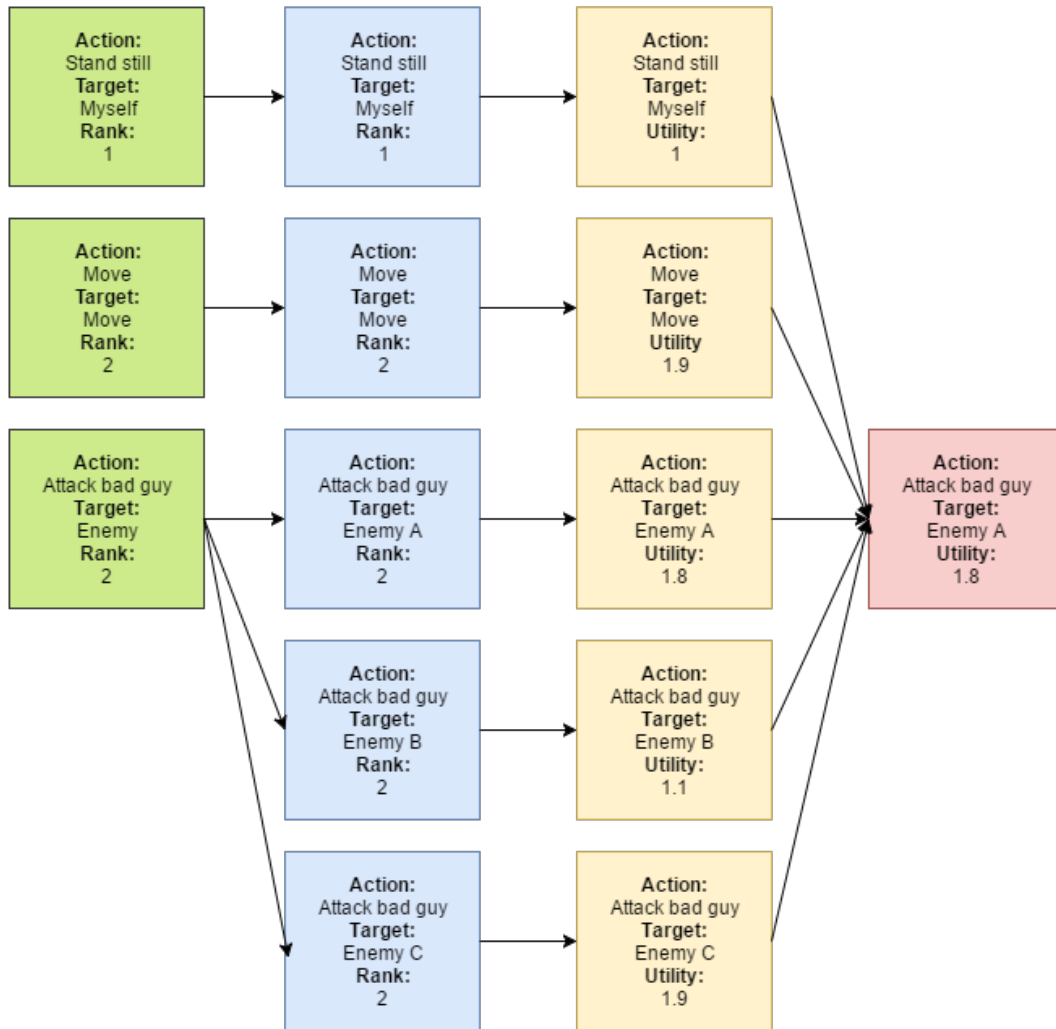 Action:
Stand still
Target:
Myself
Rank:
1
Action:
Stand still
Target:
Myself
Rank:
1
Action:
Stand still
Target:
Myself
Utility:
1
Action:
Move
Target:
Move
Rank:
2
Action:
Move
Target:
Move
Rank:
2
Action:
Move
Target:
Move
Utility
1.9
Action:
Attack bad guy
Target:
Enemy
Rank:
2
Action:
Attack bad guy
Target:
Enemy A
Rank:
2
Action:
Attack bad guy
Target:
Enemy A
Utility:
1.8
Action:
Attack bad guy
Target:
Enemy A
Utility:
1.8
Action:
Attack bad guy
Target:
Enemy B
Rank:
2
Action:
Attack bad guy
Target:
Enemy B
Utility:
1.1
Action:
Attack bad guy
Target:
Enemy C
Rank:
2
Action:
Attack bad guy
Target:
Enemy C
Utility:
1.9